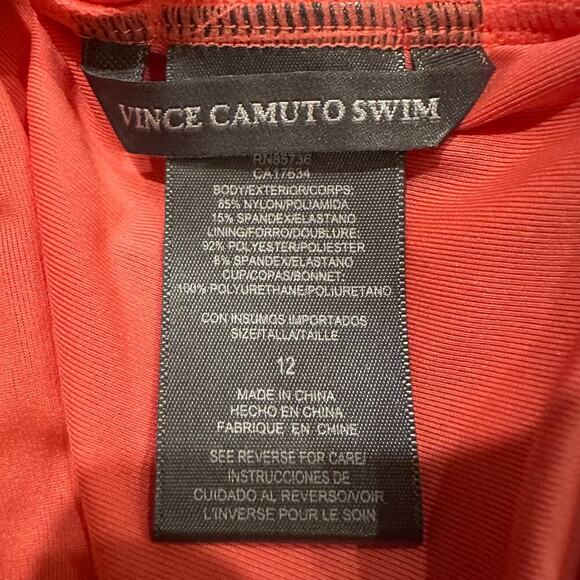 VINCE CAMUTO SWIM
RN85736
CA17634
BODY/EXTERIOR/CORPS:
85% NYLON/POLIAMIDA
15% SPANDEX/ELASTANO
LINING/FORRO/DOUBLURE:
92% POLYESTER/POLIESTER
8% SPANDEX/ELASTANO
CUP/COPAS/BONNET
100% POLYURETHANE/POLIURETANO
CON INSUMOS IMPORTADOS
SIZE/TALLA/TAILLE
12
MADE IN CHINA
HECHO EN CHINA
FABRIQUE EN CHINE
SEE REVERSE FOR CARE/
INSTRUCCIONES DE
CUIDADO AL REVERSO/VOIR
L'INVERSE POUR LE SOIN